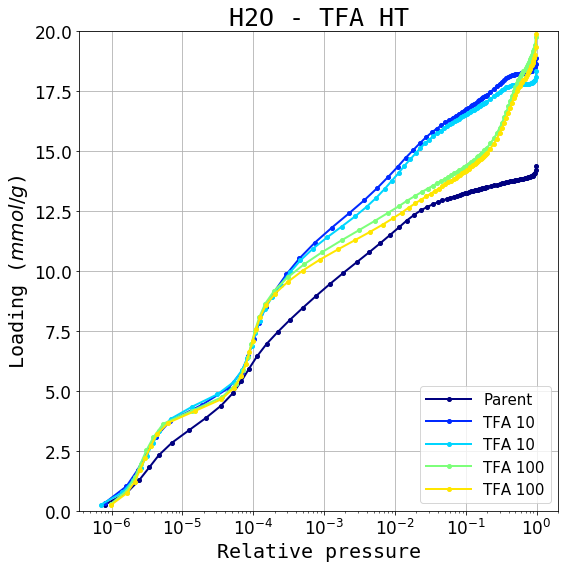 H2O - TFA HT
20.0
17.5
15.0
12.5
10.0
7.5
5.0
2.5
0.0
Loading (mmol/g)
Parent
TFA 10
TFA 10
TFA 100
TFA 100
10⁻⁶ 10⁻⁵ 10⁻⁴ 10⁻³ 10⁻² 10⁻¹ 10⁰
Relative pressure